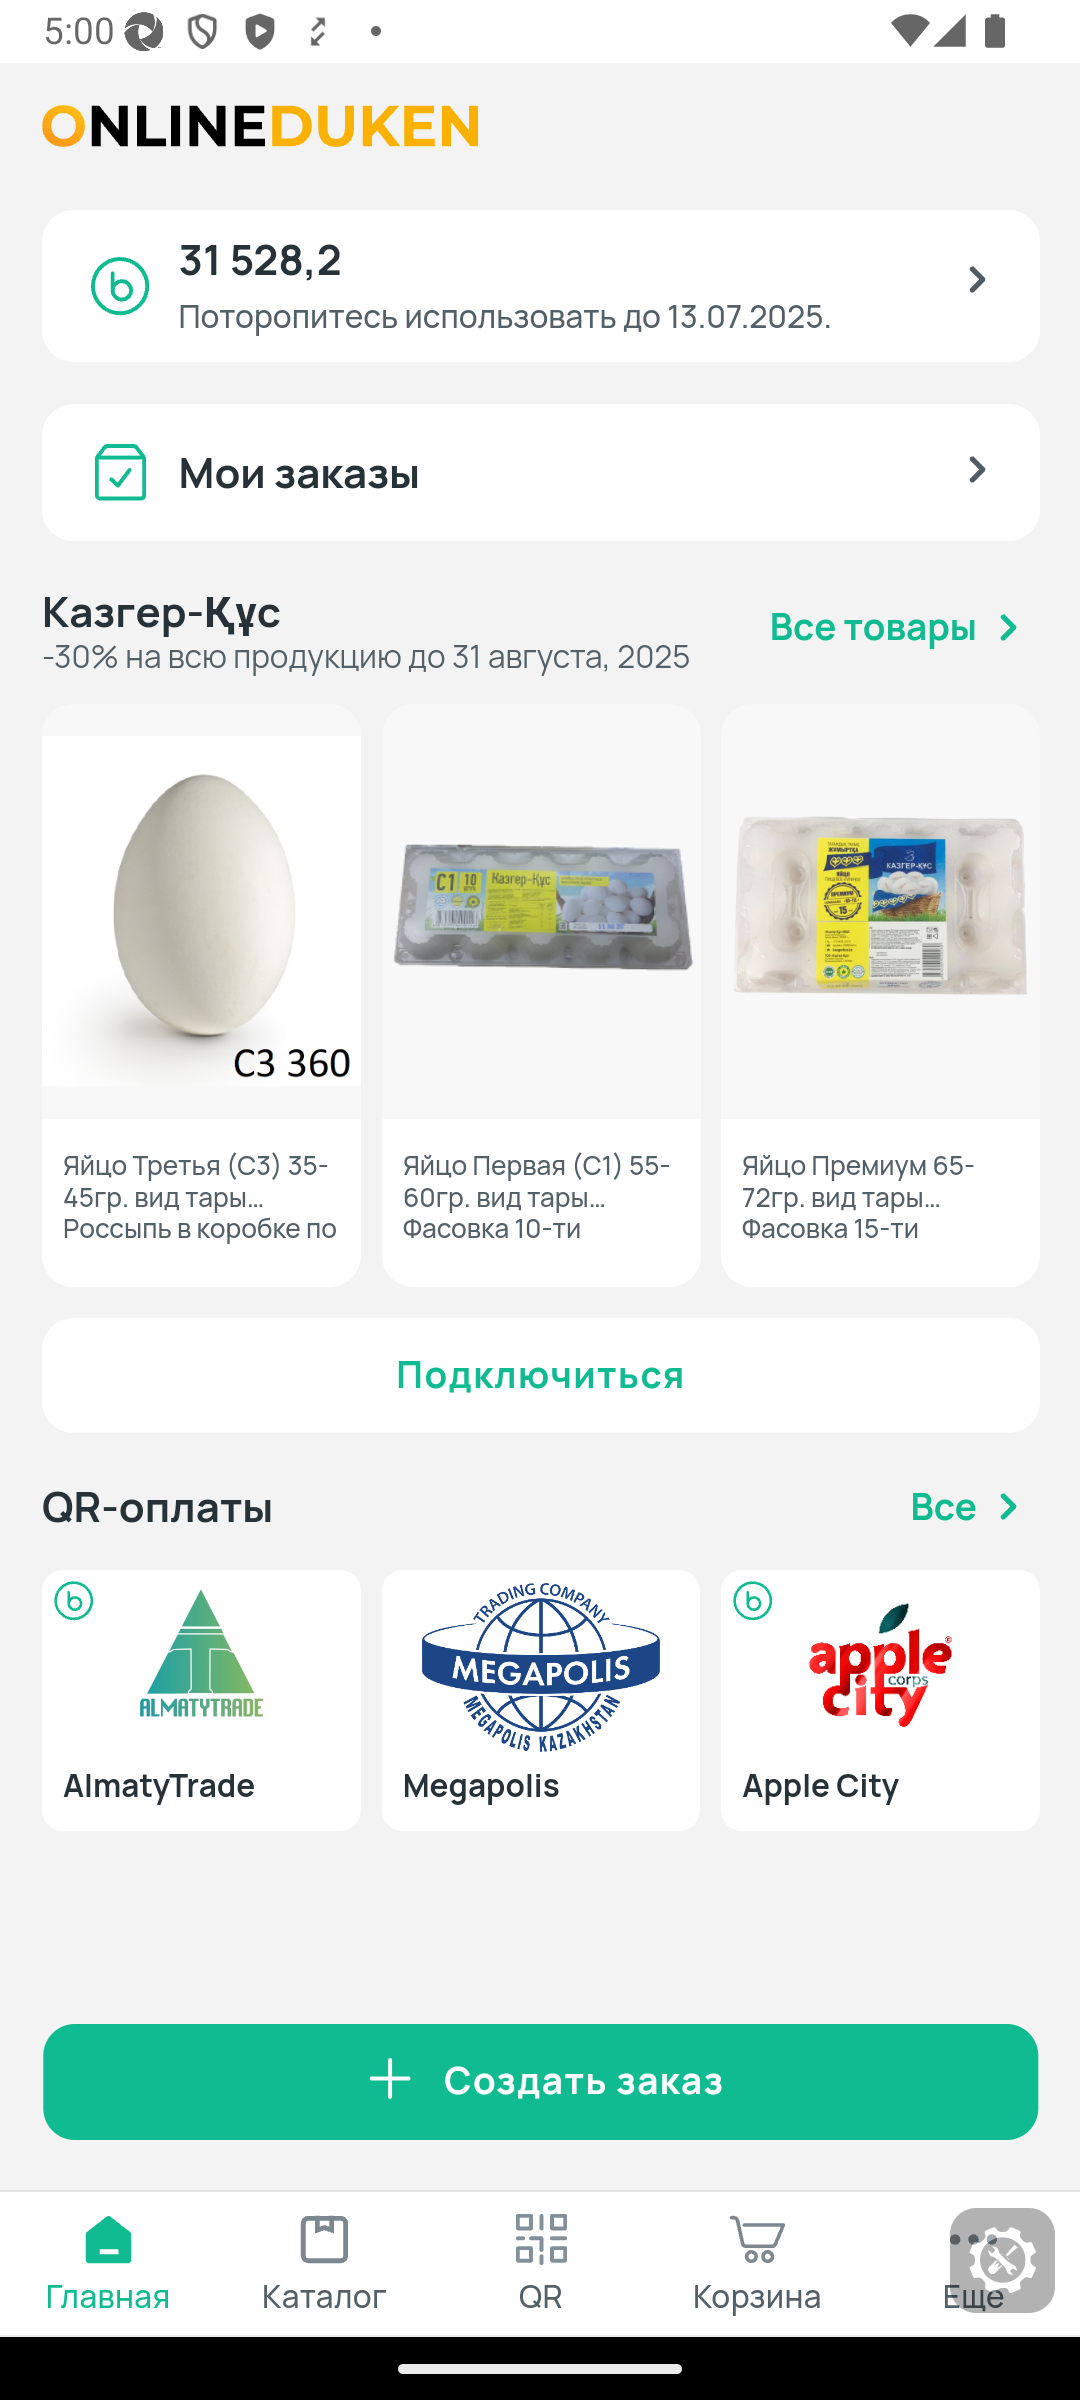 5:00
ONLINEDUKEN
31 528,2
Поторопитесь использовать до 13.07.2025.
Мои заказы
Казгер-Құс
-30% на всю продукцию до 31 августа, 2025
Все товары
C1 10
Казгер-Құс
КАЗГЕР-ҚҰС
15
C3 360
Яйцо Третья (С3) 35-
45гр. вид тары...
Россыпь в коробке по
Яйцо Первая (С1) 55-
60гр. вид тары...
Фасовка 10-ти
Яйцо Премиум 65-
72гр. вид тары...
Фасовка 15-ти
Подключиться
QR-оплаты
Все
ALMATYTRADE
TRADING COMPANY
MEGAPOLIS
MEGAPOLIS KAZAKHSTAN
apple
corps
city
AlmatyTrade
Megapolis
Apple City
Создать заказ
Главная
Каталог
QR
Корзина
Еще